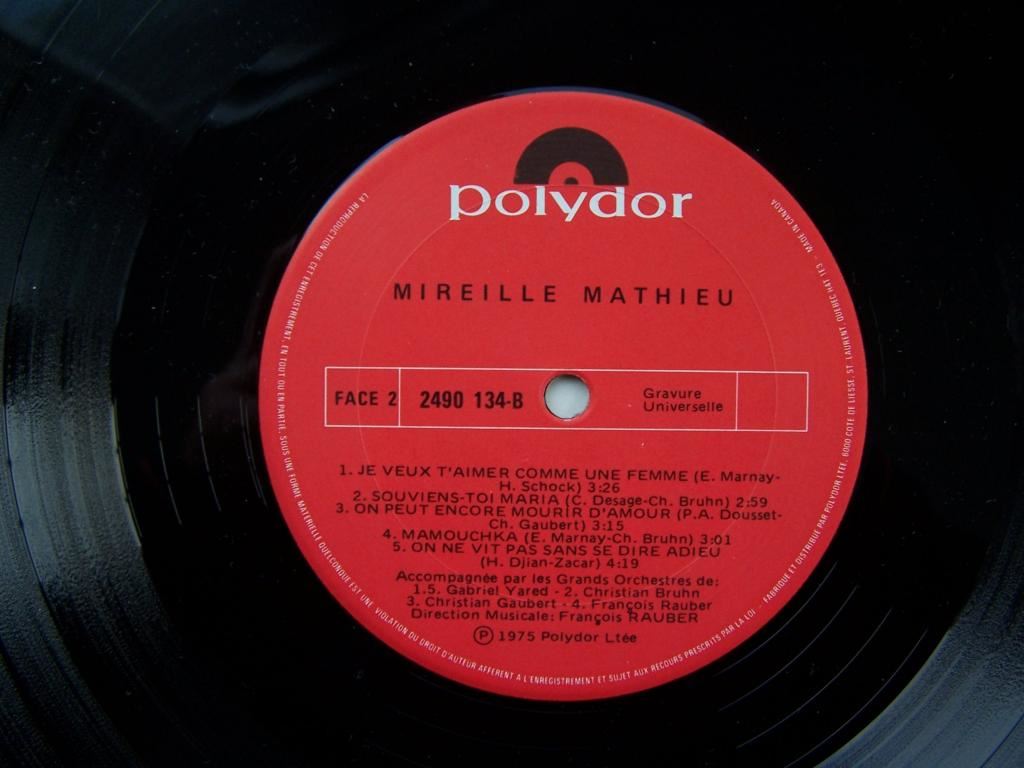 polydor
MIREILLE MATHIEU
FACE 2 2490 134-B Gravure
Universelle
1. JE VEUX T'AIMER COMME UNE FEMME (E. Marnay-
H. Schock) 3:26
2. SOUVIENS-TOI MARIA (C. Desage-Ch. Bruhn) 2:59
3. ON PEUT ENCORE MOURIR D'AMOUR (P.A. Dousset-
Ch. Gaubert) 3:15
4. MAMOUCHKA (E. Marnay-Ch. Bruhn) 3:01
5. ON NE VIT PAS SANS SE DIRE ADIEU
(H. Djian-Zacar) 4:19
Accompagnée par les Grands Orchestres de:
1.5. Gabriel Yared - 2. Christian Bruhn
3. Christian Gaubert - 4. François Rauber
Direction Musicale: François RAUBER
Ⓟ 1975 Polydor Ltée
LA REPRODUCTION DE CET ENREGISTREMENT, EN TOUT OU EN PARTIE, SOUS UNE FORME MATERIELLE QUELCONQUE EST UNE VIOLATION DU DROIT D'AUTEUR AFFERENT A L'ENREGISTREMENT ET SUJET AUX RECOURS PRESCRITS PAR LA LOI - FABRIQUE ET DISTRIBUE PAR POLYDOR LTEE, 6000 COTE DE LIESSE, ST. LAURENT, QUEBEC H4T 1E3 - MADE IN CANADA